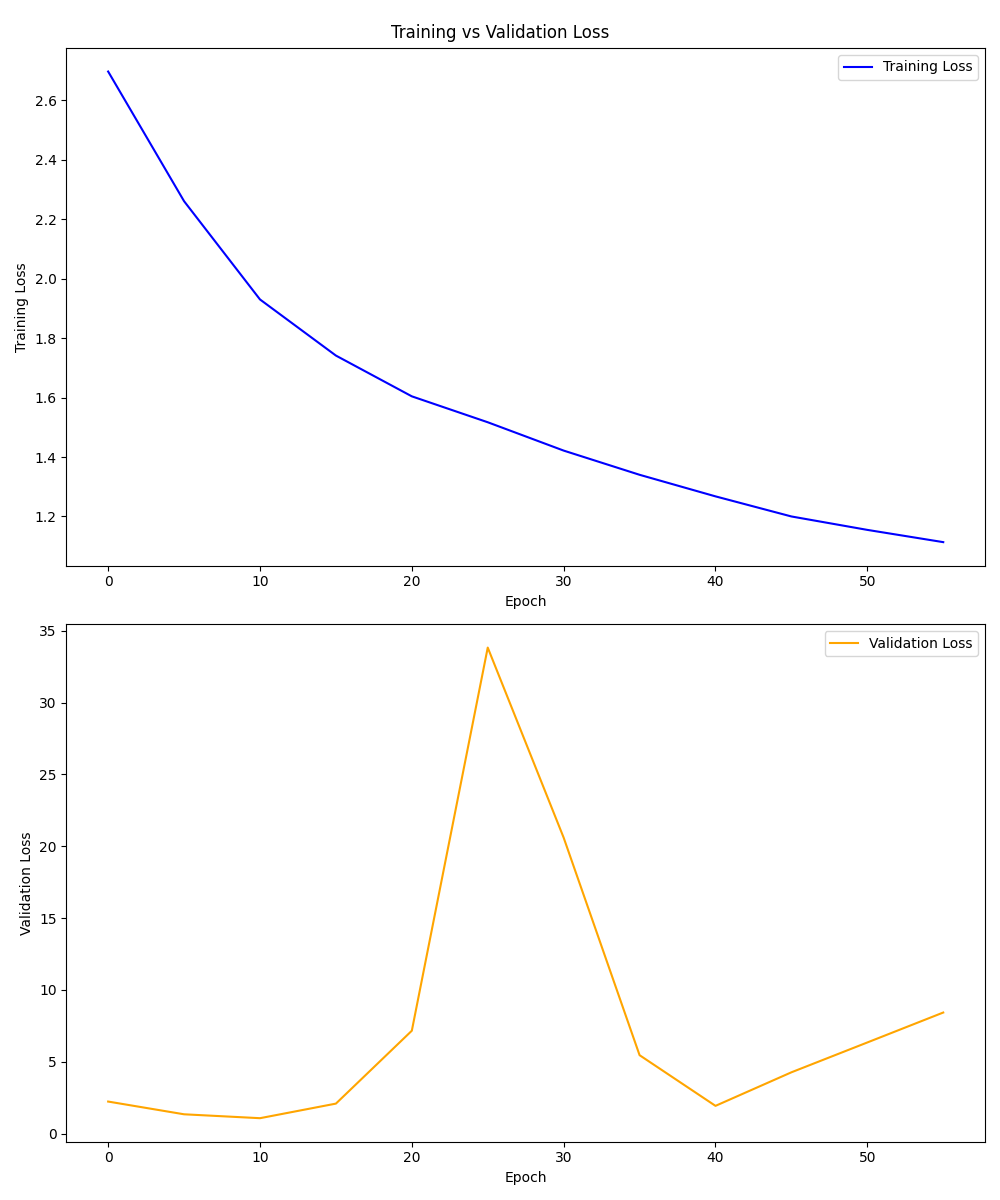 Training vs Validation Loss
Training Loss
2.6
2.4
2.2
2.0
1.8
1.6
1.4
1.2
Training Loss
0 10 20 30 40 50
Epoch
Validation Loss
35
30
25
20
15
10
5
0
Validation Loss
0 10 20 30 40 50
Epoch